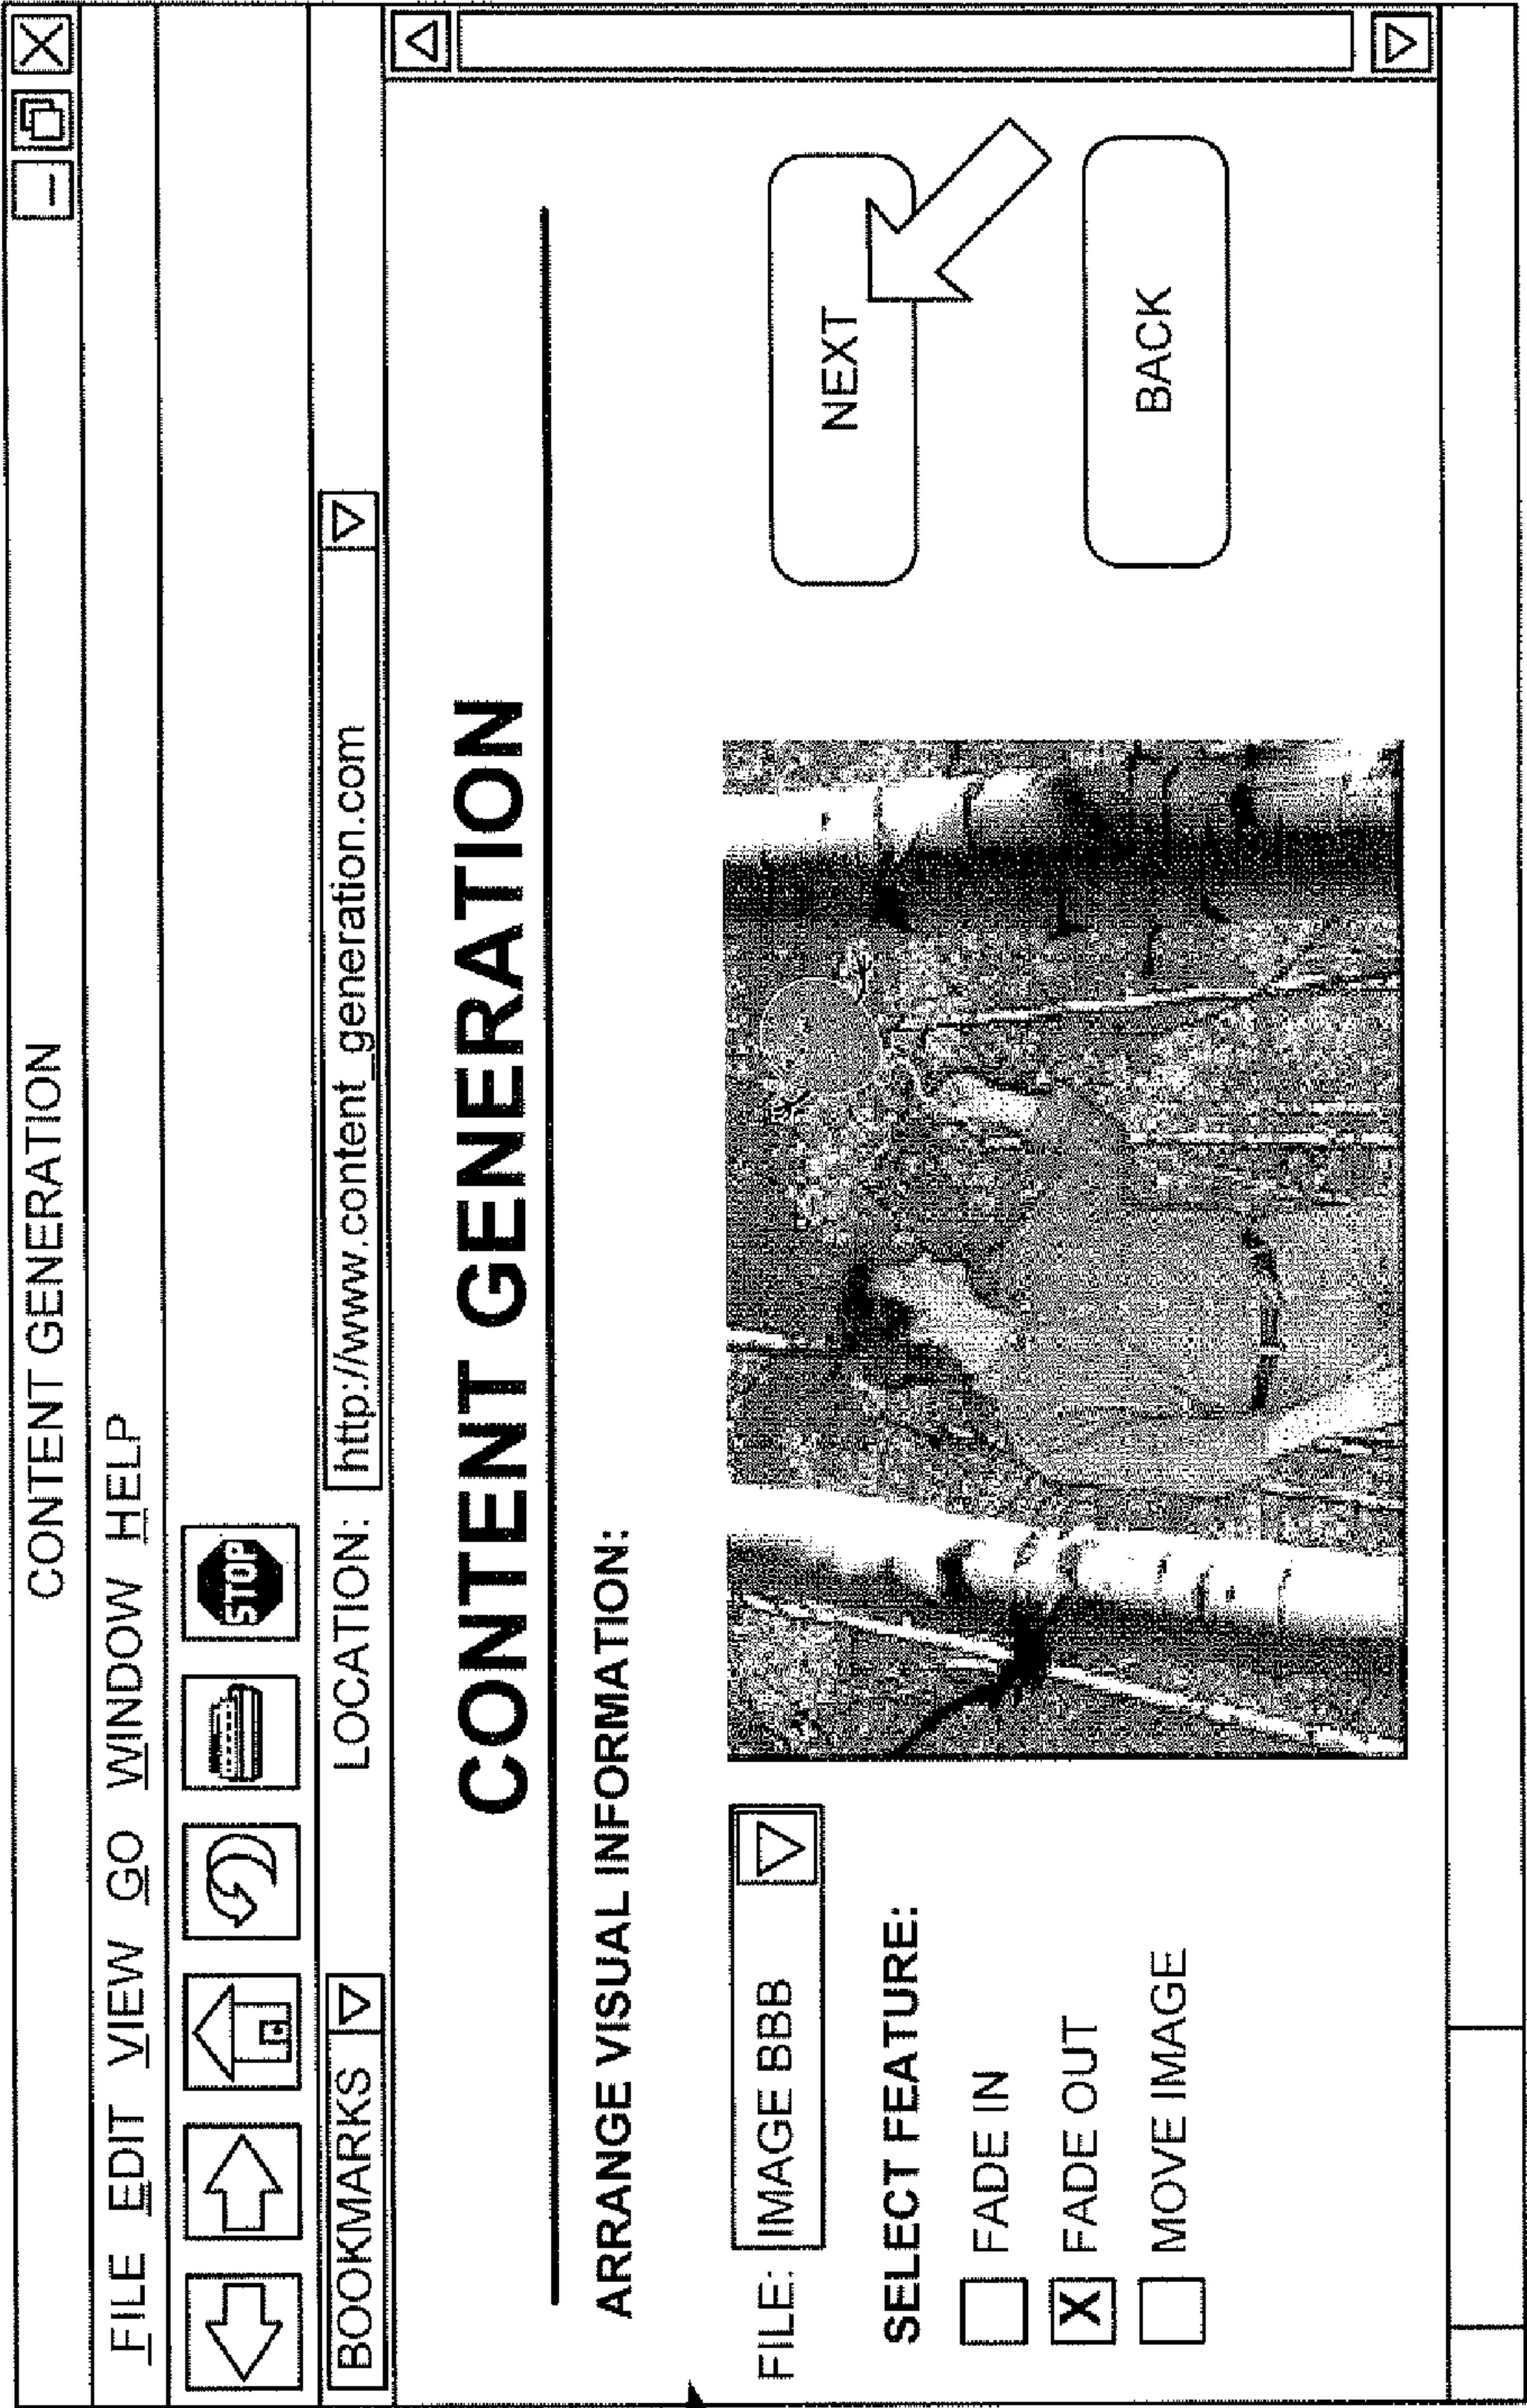 CONTENT GENERATION
FILE EDIT VIEW GO WINDOW HELP
STOP
BOOKMARKS LOCATION: http://www.content_generation.com
CONTENT GENERATION
ARRANGE VISUAL INFORMATION:
FILE: IMAGE BBB
SELECT FEATURE:
FADE IN
X FADE OUT
MOVE IMAGE
NEXT
BACK